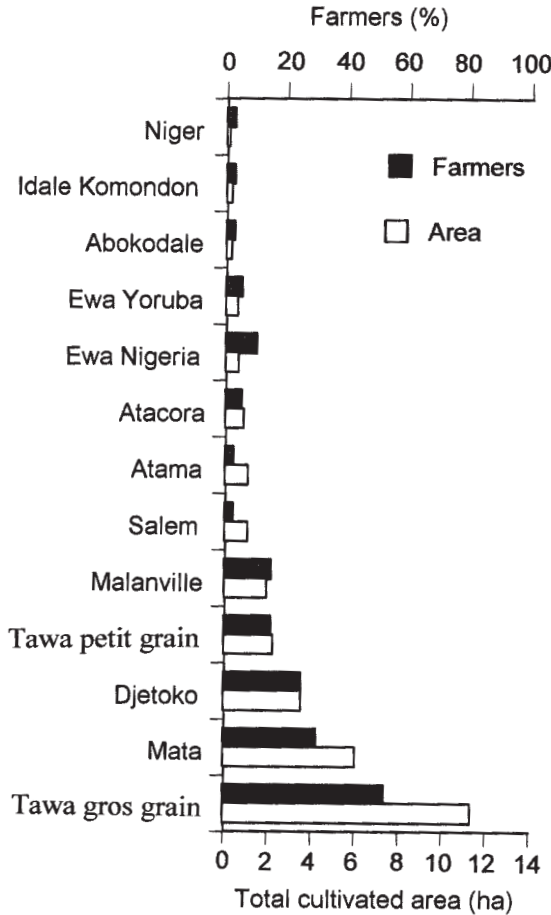 Farmers (%)
0 20 40 60 80 100
Niger
Idale Komondon
Abokodale
Ewa Yoruba
Ewa Nigeria
Atacora
Atama
Salem
Malanville
Tawa petit grain
Djetoko
Mata
Tawa gros grain
Farmers
Area
0 2 4 6 8 10 12 14
Total cultivated area (ha)